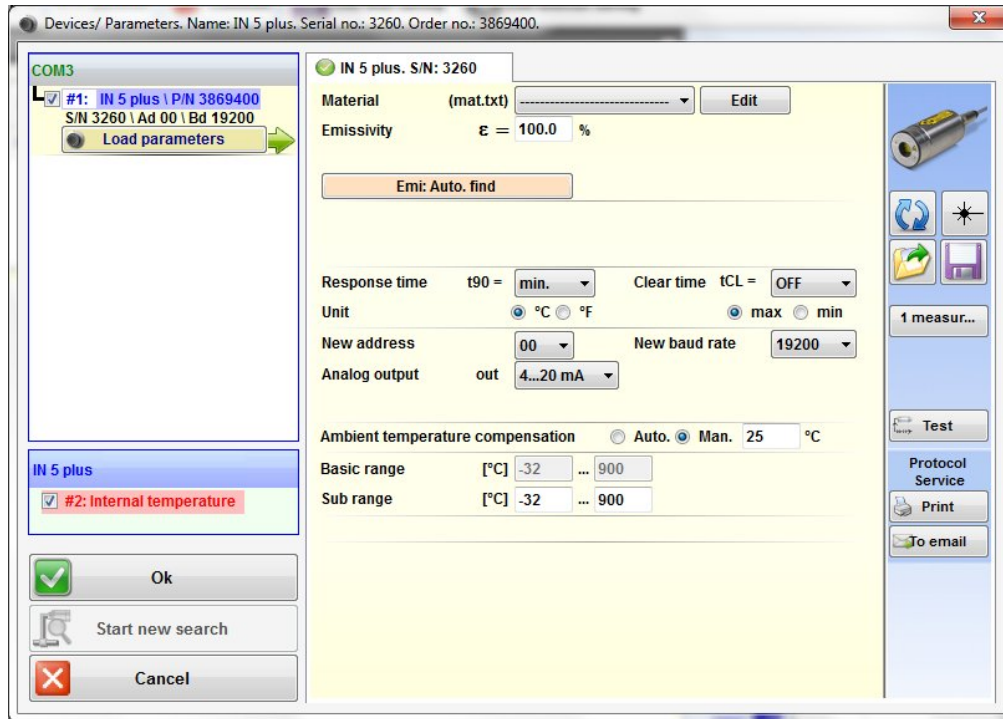 Devices/ Parameters. Name: IN 5 plus. Serial no.: 3260. Order no.: 3869400.
COM3
#1: IN 5 plus \ P/N 3869400
S/N 3260 \ Ad 00 \ Bd 19200
Load parameters
IN 5 plus
#2: Internal temperature
Ok
Start new search
Cancel
IN 5 plus. S/N: 3260
Material (mat.txt) ---------------------------- Edit
Emissivity ε = 100.0 %
Emi: Auto. find
Response time t90 = min. Clear time tCL = OFF
Unit °C °F max min
New address 00 New baud rate 19200
Analog output out 4...20 mA
Ambient temperature compensation Auto. Man. 25 °C
Basic range [°C] -32 ... 900
Sub range [°C] -32 ... 900
1 measur...
Test
Protocol
Service
Print
To email